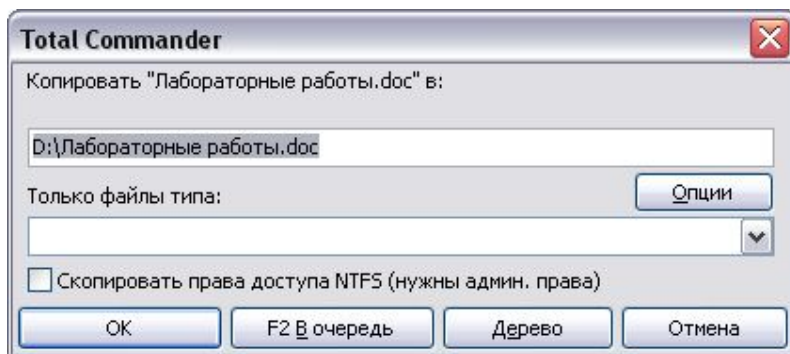 Total Commander
Копировать "Лабораторные работы.doc" в:
D:\Лабораторные работы.doc
Только файлы типа:
Опции
Скопировать права доступа NTFS (нужны админ. права)
OK
F2 В очередь
Дерево
Отмена